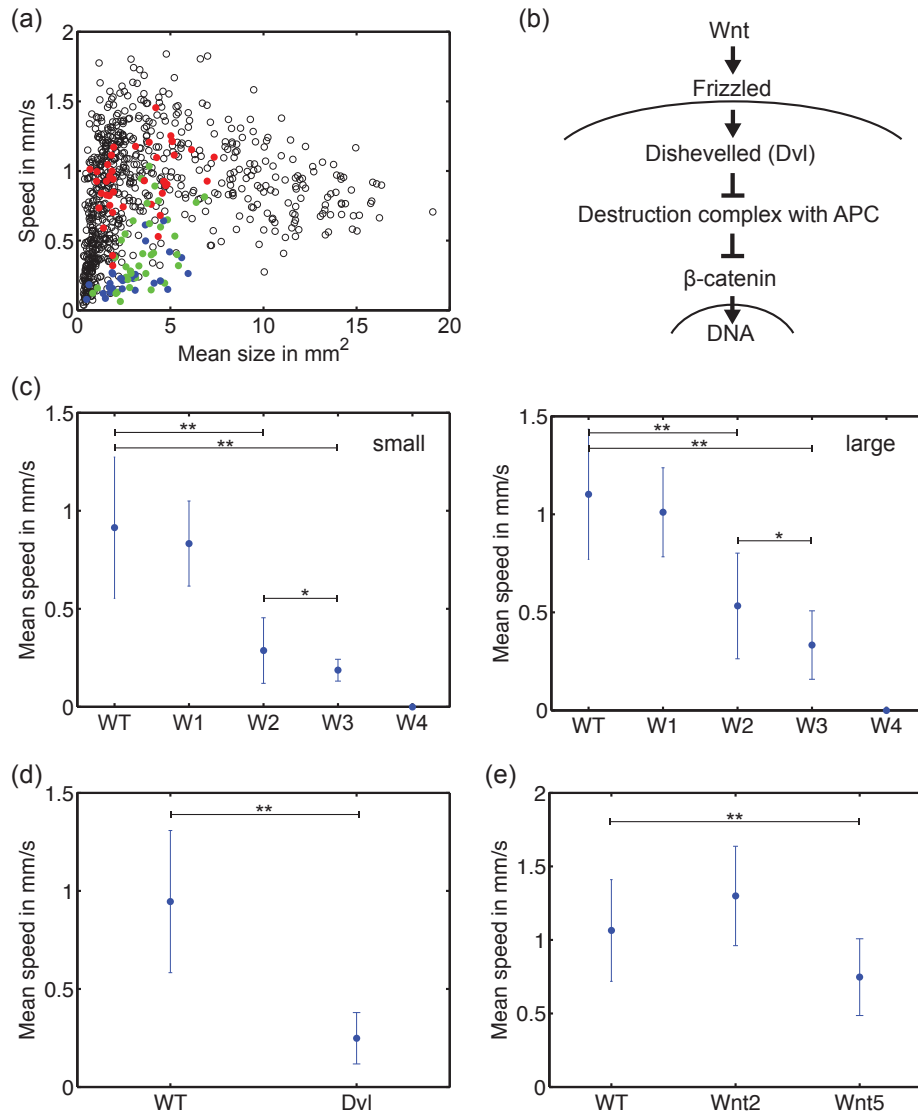 (a)
Speed in mm/s
2
1.5
1
0.5
0
0
5
10
15
20
Mean size in mm²
(b)
Wnt
Frizzled
Dishevelled (Dvl)
Destruction complex with APC
β-catenin
DNA
(c)
Mean speed in mm/s
1.5
1
0.5
0
**
**
*
small
WT
W1
W2
W3
W4
Mean speed in mm/s
1.5
1
0.5
0
**
**
*
large
WT
W1
W2
W3
W4
(d)
Mean speed in mm/s
1.5
1
0.5
0
**
WT
Dvl
(e)
Mean speed in mm/s
2
1.5
1
0.5
0
**
WT
Wnt2
Wnt5